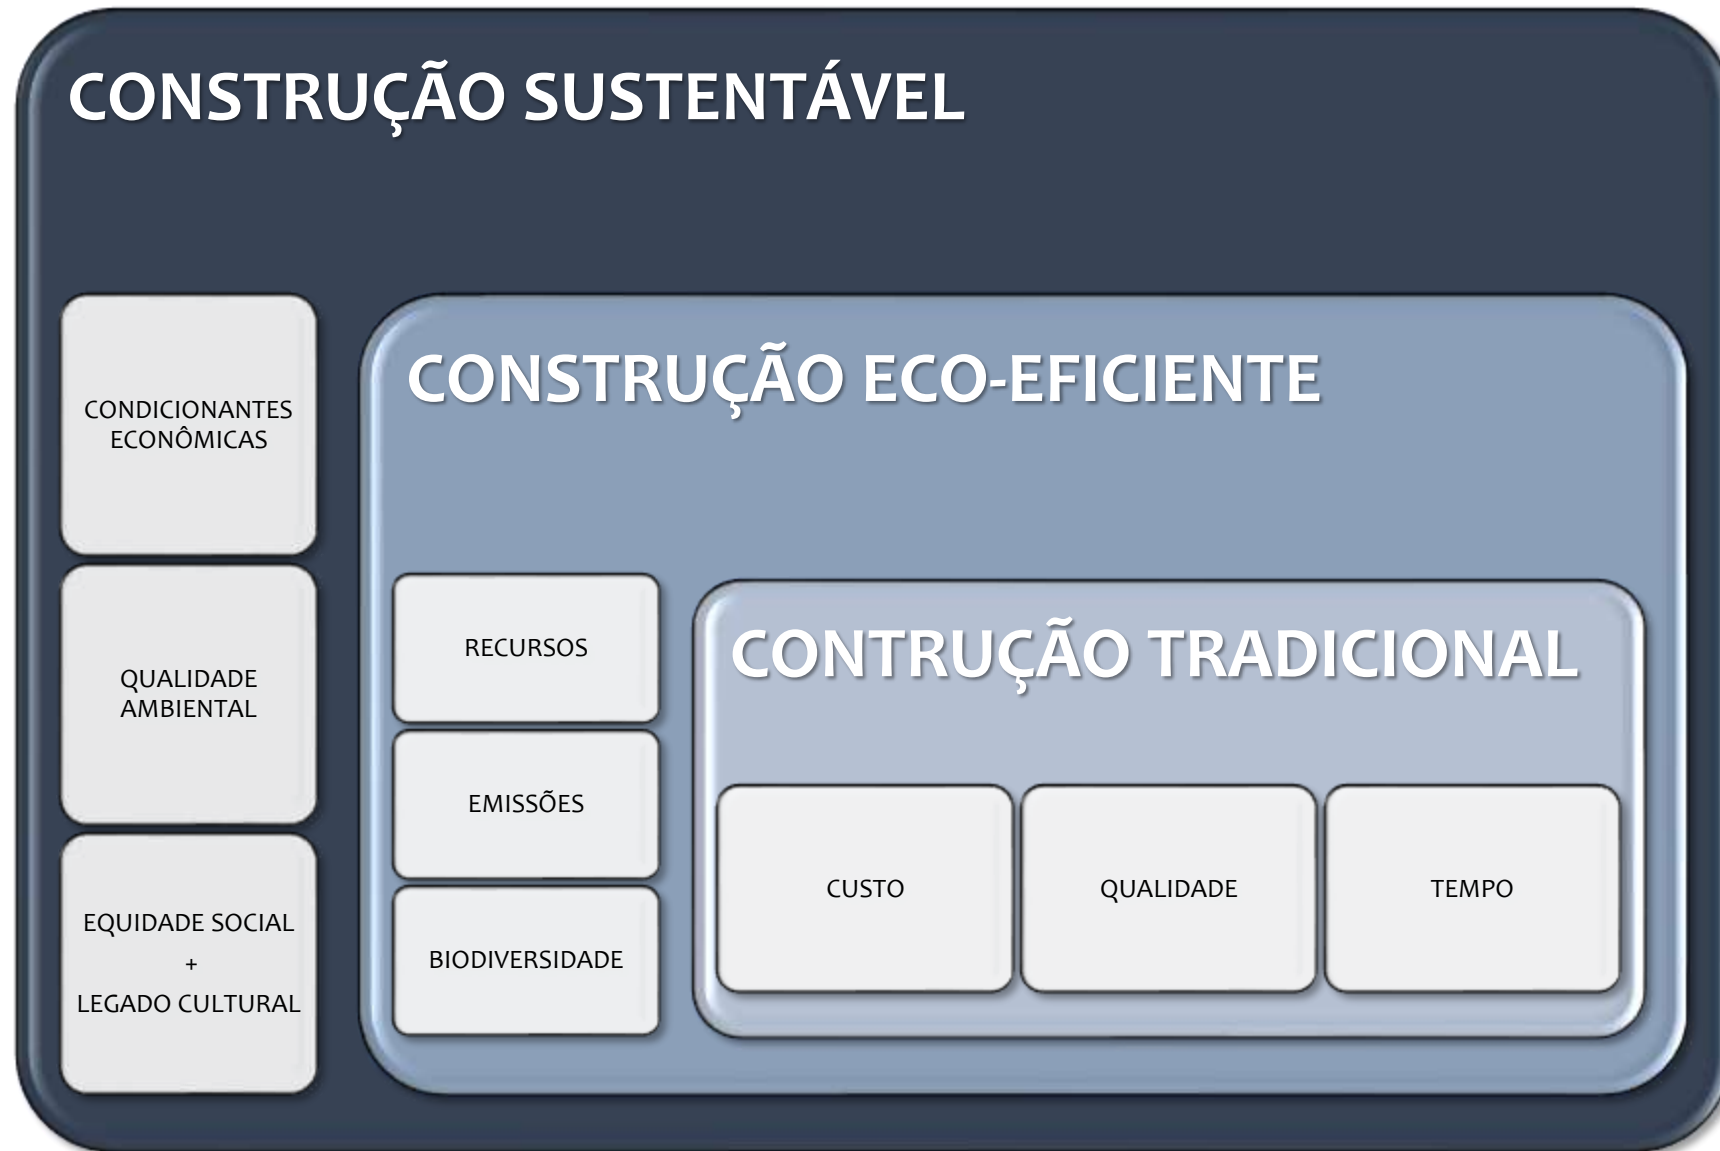 CONSTRUÇÃO SUSTENTÁVEL
CONDICIONANTES
ECONÔMICAS
QUALIDADE
AMBIENTAL
EQUIDADE SOCIAL
+
LEGADO CULTURAL
CONSTRUÇÃO ECO-EFICIENTE
RECURSOS
EMISSÕES
BIODIVERSIDADE
CONTRUÇÃO TRADICIONAL
CUSTO
QUALIDADE
TEMPO